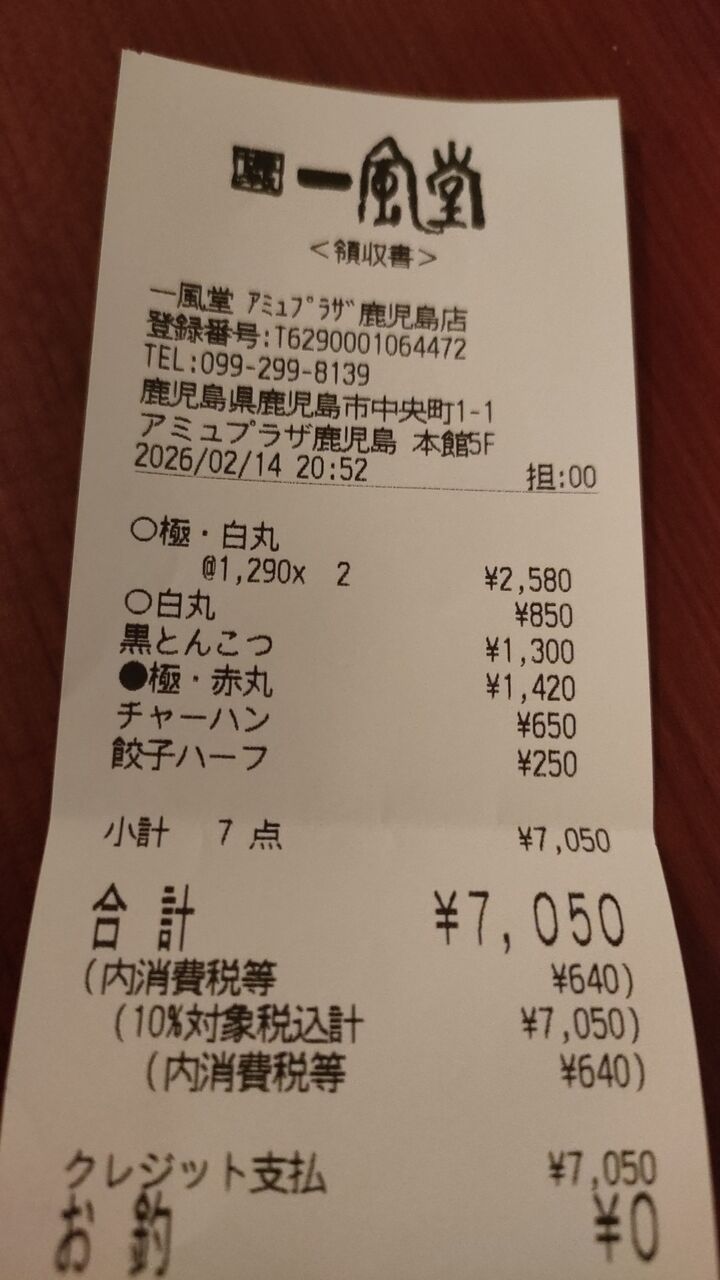 一風堂
<領収書>
一風堂 ｱﾐｭﾌﾟﾗｻﾞ鹿児島店
登録番号:T6290001064472
TEL:099-299-8139
鹿児島県鹿児島市中央町1-1
アミュプラザ鹿児島 本館5F
2026/02/14 20:52 担:00
○極・白丸
@1,290x 2 ¥2,580
○白丸 ¥850
黒とんこつ ¥1,300
●極・赤丸 ¥1,420
チャーハン ¥650
餃子ハーフ ¥250
小計 7 点 ¥7,050
合計 ¥7,050
(内消費税等 ¥640)
(10%対象税込計 ¥7,050)
(内消費税等 ¥640)
クレジット支払 ¥7,050
お釣 ¥0